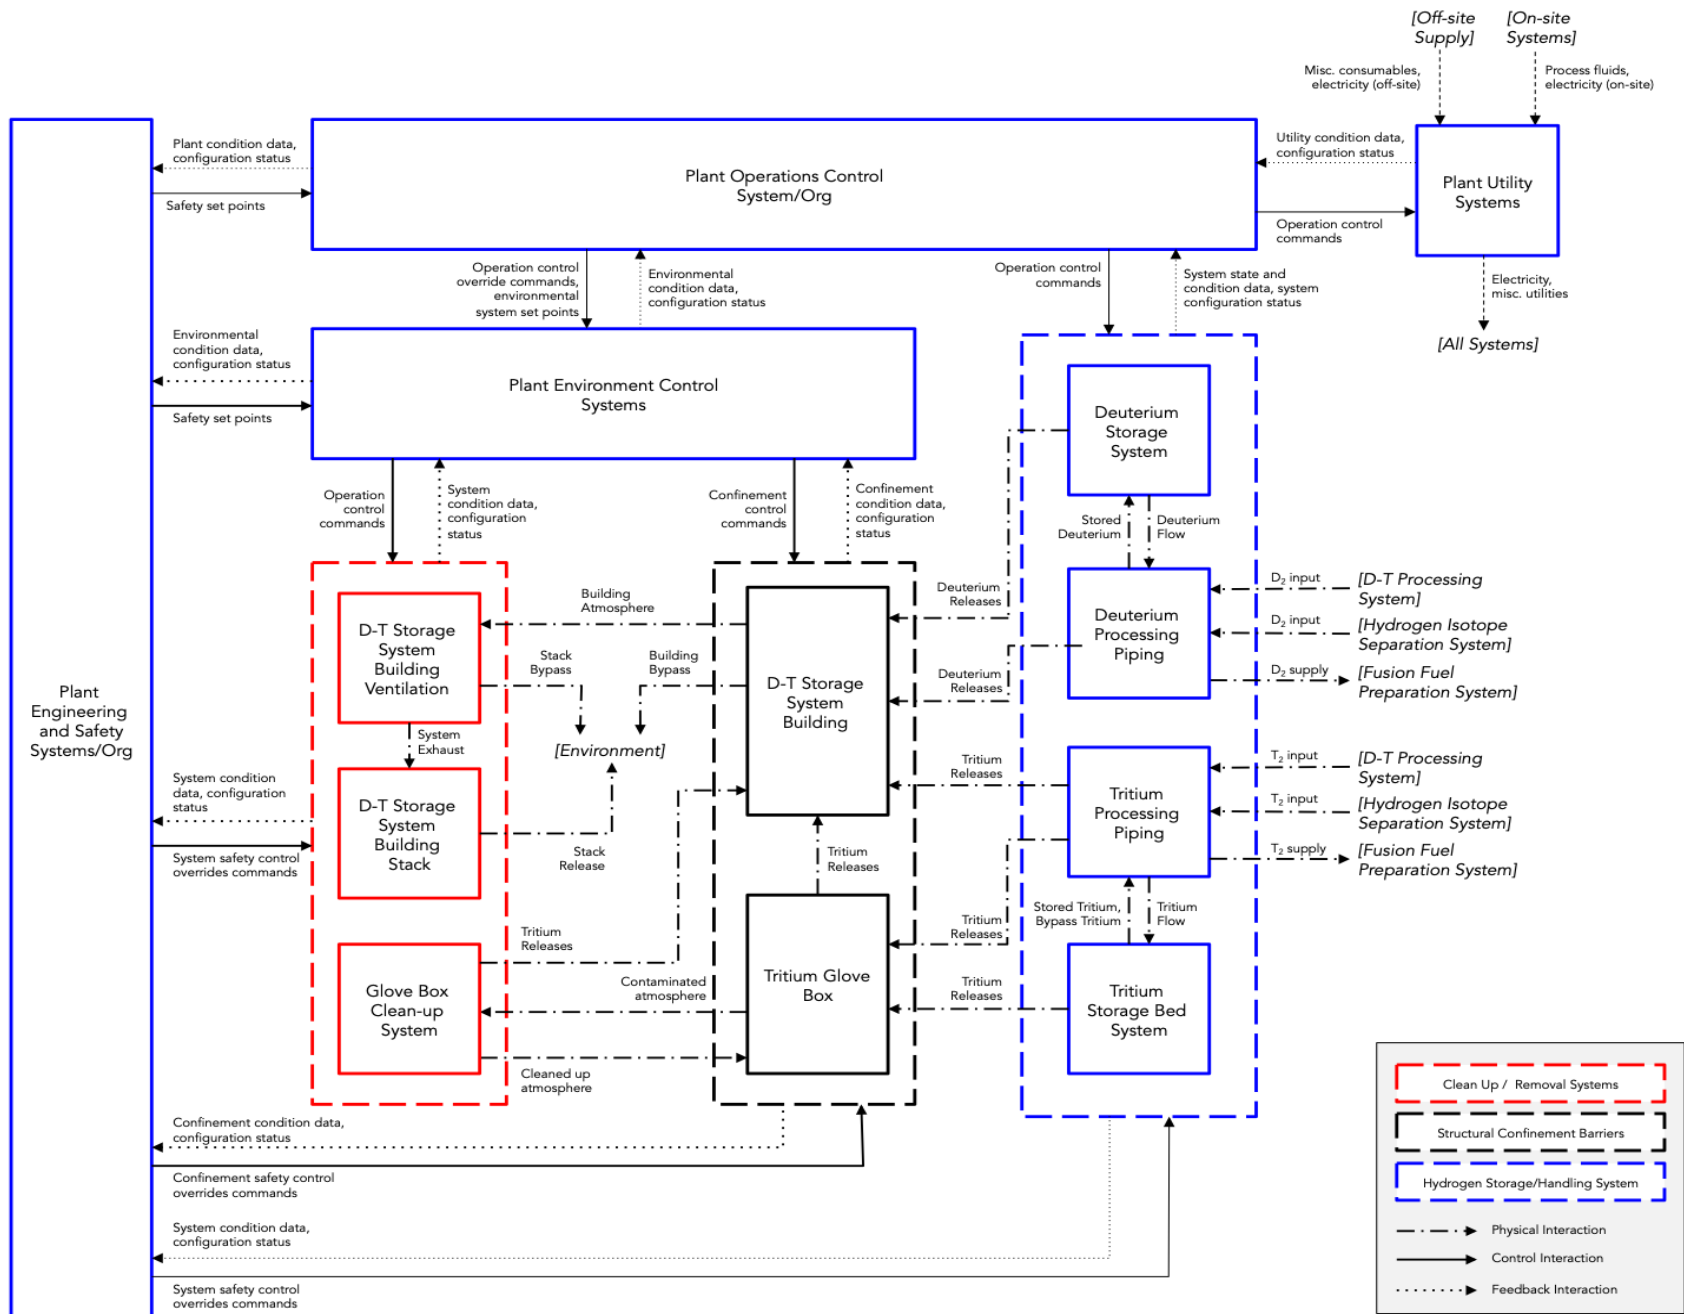 [Off-site
Supply]
[On-site
Systems]
Misc. consumables,
electricity (off-site)
Process fluids,
electricity (on-site)
Plant condition data,
configuration status
Safety set points
Plant Operations Control
System/Org
Utility condition data,
configuration status
Operation control
commands
Plant Utility
Systems
Operation control
override commands,
environmental
system set points
Environmental
condition data,
configuration status
Operation control
commands
System state and
condition data, system
configuration status
Electricity,
misc. utilities
[All Systems]
Environmental
condition data,
configuration status
Safety set points
Plant Environment Control
Systems
Deuterium
Storage
System
Operation
control
commands
System
condition data,
configuration
status
Confinement
control
commands
Confinement
condition data,
configuration
status
Stored
Deuterium
Deuterium
Flow
D-T Storage
System
Building
Ventilation
Building
Atmosphere
Stack
Bypass
Building
Bypass
D-T Storage
System
Building
Deuterium
Releases
Deuterium
Releases
Deuterium
Processing
Piping
D2 input
[D-T Processing
System]
D2 input
[Hydrogen Isotope
Separation System]
D2 supply
[Fusion Fuel
Preparation System]
Plant
Engineering
and Safety
Systems/Org
System
Exhaust
[Environment]
System condition
data, configuration
status
System safety control
overrides commands
D-T Storage
System
Building
Stack
Stack
Release
Tritium
Releases
Tritium
Releases
Tritium
Processing
Piping
T2 input
[D-T Processing
System]
T2 input
[Hydrogen Isotope
Separation System]
T2 supply
[Fusion Fuel
Preparation System]
Stored Tritium,
Bypass Tritium
Tritium
Flow
Tritium
Releases
Tritium
Releases
Glove Box
Clean-up
System
Contaminated
atmosphere
Cleaned up
atmosphere
Tritium Glove
Box
Tritium
Releases
Tritium
Storage Bed
System
Confinement condition data,
configuration status
Confinement safety control
overrides commands
System condition data,
configuration status
System safety control
overrides commands
Clean Up / Removal Systems
Structural Confinement Barriers
Hydrogen Storage/Handling System
Physical Interaction
Control Interaction
Feedback Interaction